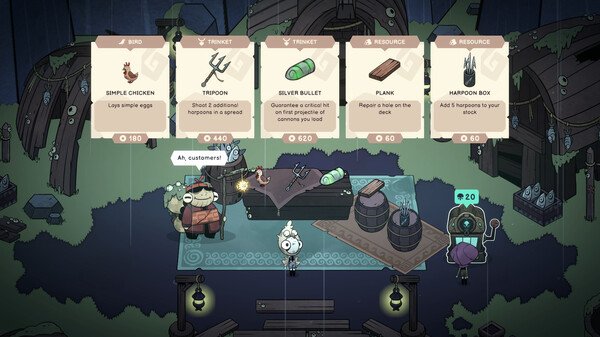 BIRD
SIMPLE CHICKEN
Lays simple eggs
180
TRINKET
TRIPOON
Shoot 2 additional
harpoons in a spread
440
TRINKET
SILVER BULLET
Guarantee a critical hit
on first projectile of
cannons you load
620
RESOURCE
PLANK
Repair a hole on the
deck
60
RESOURCE
HARPOON BOX
Add 5 harpoons to your
stock
60
Ah, customers!
20